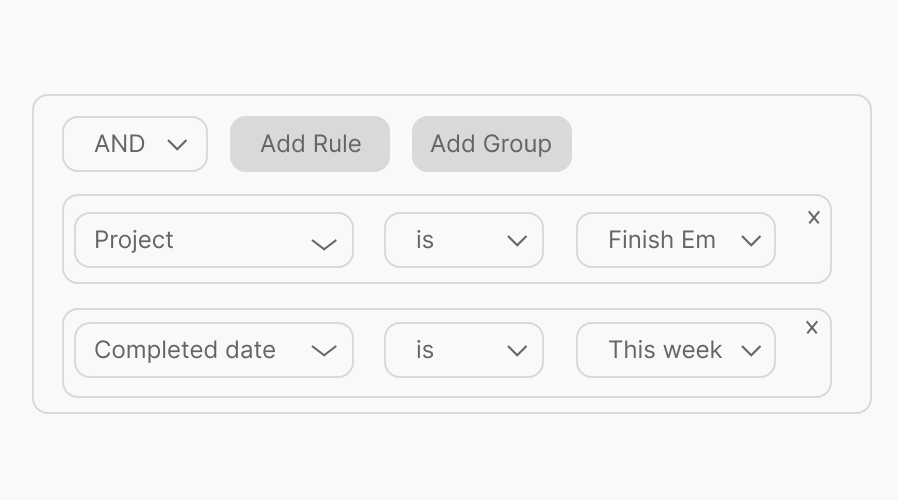 AND Add Rule Add Group
Project is Finish Em x
Completed date is This week x